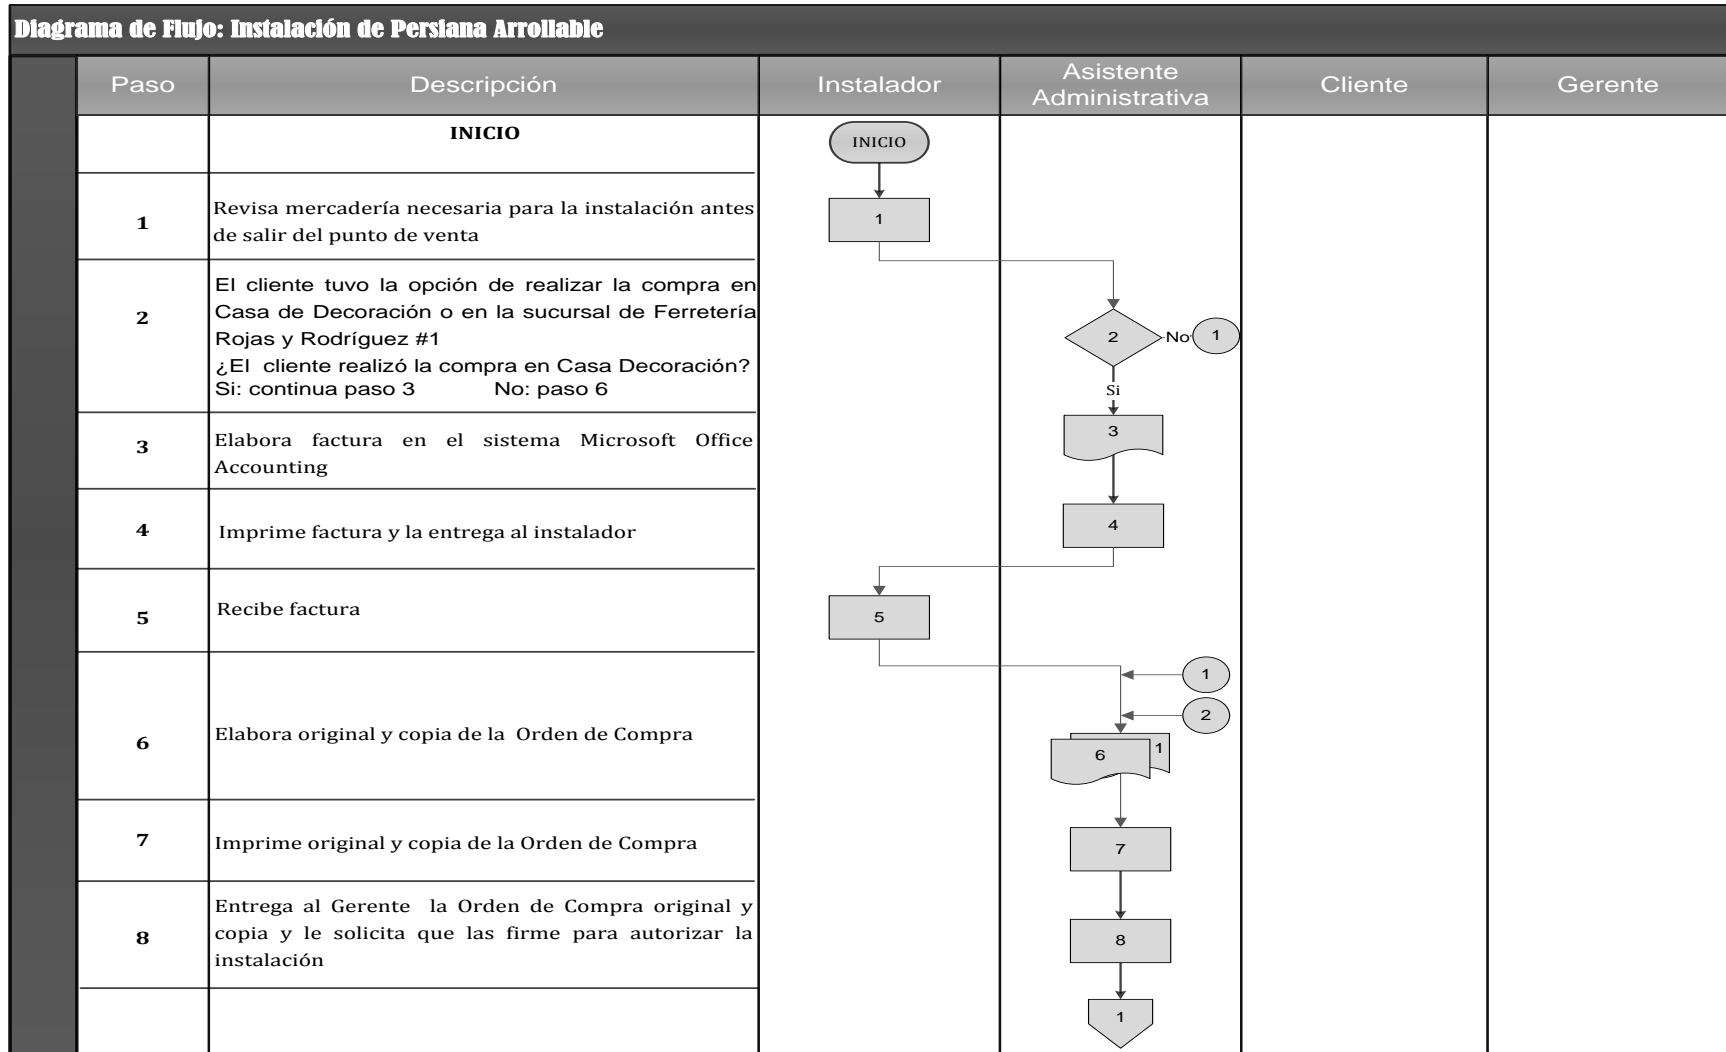 Diagrama de Flujo: Instalación de Persiana Arrollable
Paso
Descripción
Instalador
Asistente
Administrativa
Cliente
Gerente
INICIO
INICIO
1
Revisa mercadería necesaria para la instalación antes
de salir del punto de venta
1
2
El cliente tuvo la opción de realizar la compra en
Casa de Decoración o en la sucursal de Ferretería
Rojas y Rodríguez #1
¿El cliente realizó la compra en Casa Decoración?
Si: continua paso 3 No: paso 6
2
No
1
Si
3
Elabora factura en el sistema Microsoft Office
Accounting
3
4
Imprime factura y la entrega al instalador
4
5
Recibe factura
5
1
2
6
Elabora original y copia de la Orden de Compra
6
1
7
Imprime original y copia de la Orden de Compra
7
8
Entrega al Gerente la Orden de Compra original y
copia y le solicita que las firme para autorizar la
instalación
8
1